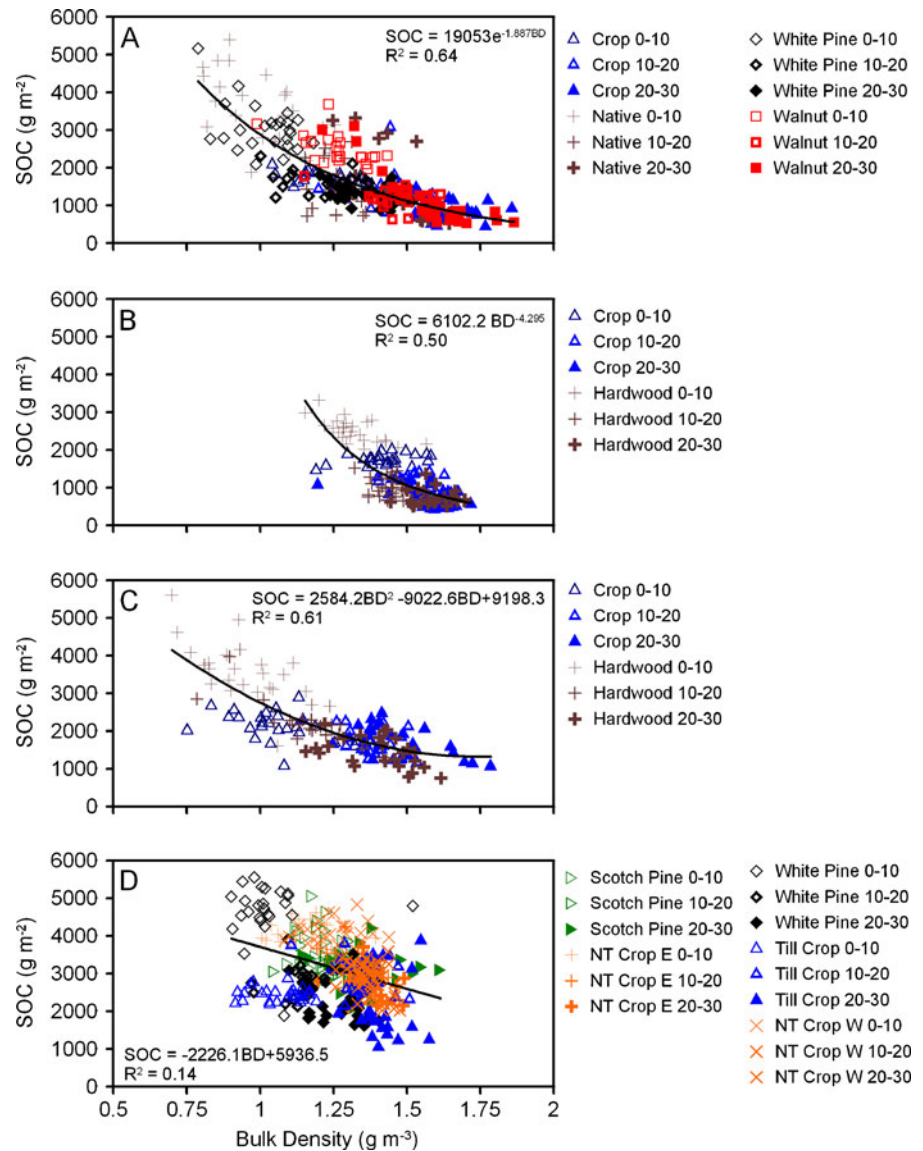 6000
5000
4000
3000
2000
1000
0
SOC (g m⁻²)
A
SOC = 19053e⁻¹·⁸⁸⁷ᴮᴰ
R² = 0.64
Crop 0-10
Crop 10-20
Crop 20-30
Native 0-10
Native 10-20
Native 20-30
White Pine 0-10
White Pine 10-20
White Pine 20-30
Walnut 0-10
Walnut 10-20
Walnut 20-30
6000
5000
4000
3000
2000
1000
0
SOC (g m⁻²)
B
SOC = 6102.2 BD⁻⁴·²⁹⁵
R² = 0.50
Crop 0-10
Crop 10-20
Crop 20-30
Hardwood 0-10
Hardwood 10-20
Hardwood 20-30
6000
5000
4000
3000
2000
1000
0
SOC (g m⁻²)
C
SOC = 2584.2BD² -9022.6BD+9198.3
R² = 0.61
Crop 0-10
Crop 10-20
Crop 20-30
Hardwood 0-10
Hardwood 10-20
Hardwood 20-30
6000
5000
4000
3000
2000
1000
0
SOC (g m⁻²)
D
SOC = -2226.1BD+5936.5
R² = 0.14
Scotch Pine 0-10
Scotch Pine 10-20
Scotch Pine 20-30
NT Crop E 0-10
NT Crop E 10-20
NT Crop E 20-30
White Pine 0-10
White Pine 10-20
White Pine 20-30
Till Crop 0-10
Till Crop 10-20
Till Crop 20-30
NT Crop W 0-10
NT Crop W 10-20
NT Crop W 20-30
0.5 0.75 1 1.25 1.5 1.75 2
Bulk Density (g m⁻³)